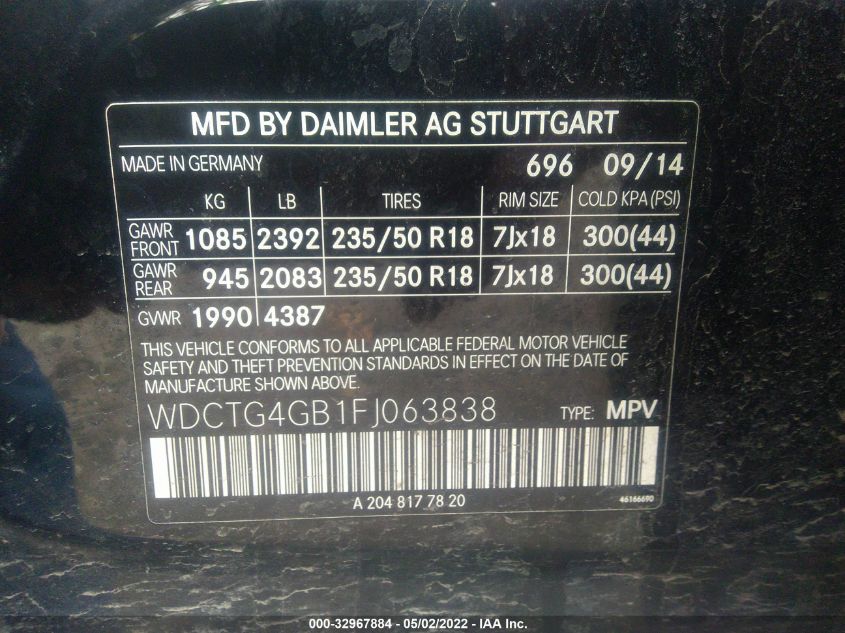 MFD BY DAIMLER AG STUTTGART
MADE IN GERMANY 696 09/14
KG LB TIRES RIM SIZE COLD KPA (PSI)
GAWR FRONT 1085 2392 235/50 R18 7Jx18 300(44)
GAWR REAR 945 2083 235/50 R18 7Jx18 300(44)
GVWR 1990 4387
THIS VEHICLE CONFORMS TO ALL APPLICABLE FEDERAL MOTOR VEHICLE
SAFETY AND THEFT PREVENTION STANDARDS IN EFFECT ON THE DATE OF
MANUFACTURE SHOWN ABOVE.
WDCTG4GB1FJ063838 TYPE: MPV
A 204 817 78 20 46166690
000-32967884 - 05/02/2022 - IAA Inc.